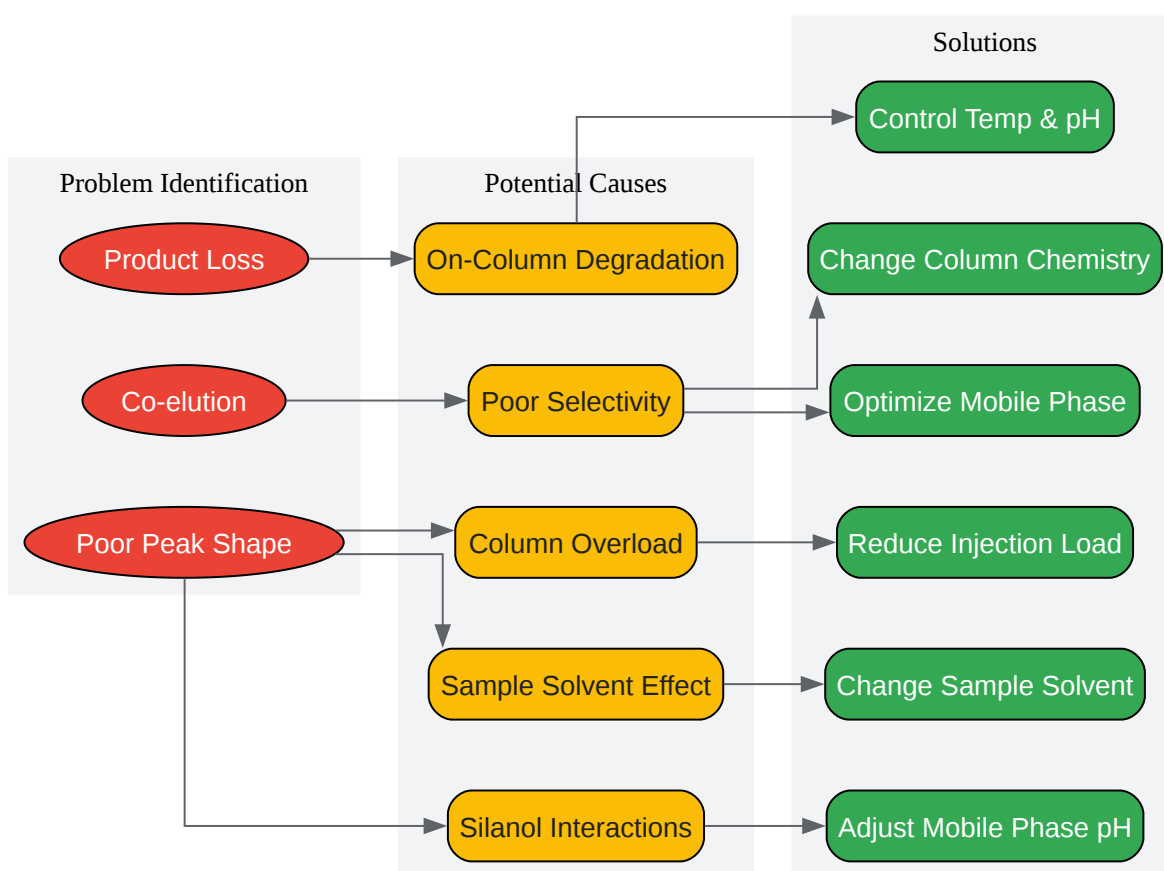 Solutions
Control Temp & pH
Problem Identification
Potential Causes
Product Loss
On-Column Degradation
Change Column Chemistry
Co-elution
Poor Selectivity
Optimize Mobile Phase
Poor Peak Shape
Column Overload
Reduce Injection Load
Sample Solvent Effect
Change Sample Solvent
Silanol Interactions
Adjust Mobile Phase pH